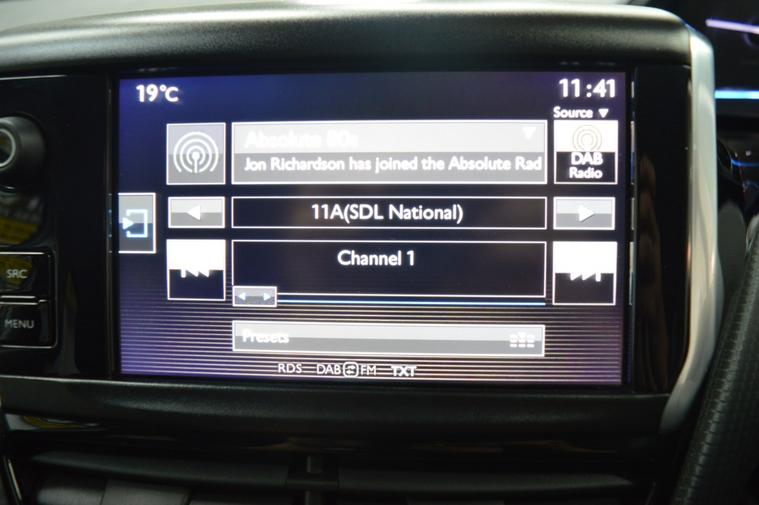 19°C
11:41
Source ▼
Absolute 80s
Jon Richardson has joined the Absolute Rad
DAB
Radio
11A(SDL National)
Channel 1
SRC
MENU
Presets
RDS DAB FM TXT